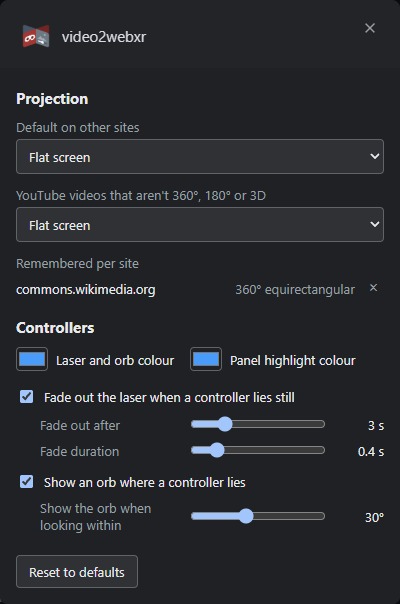 video2webxr
Projection
Default on other sites
Flat screen
YouTube videos that aren't 360°, 180° or 3D
Flat screen
Remembered per site
commons.wikimedia.org 360° equirectangular ×
Controllers
Laser and orb colour Panel highlight colour
Fade out the laser when a controller lies still
Fade out after 3 s
Fade duration 0.4 s
Show an orb where a controller lies
Show the orb when
looking within 30°
Reset to defaults